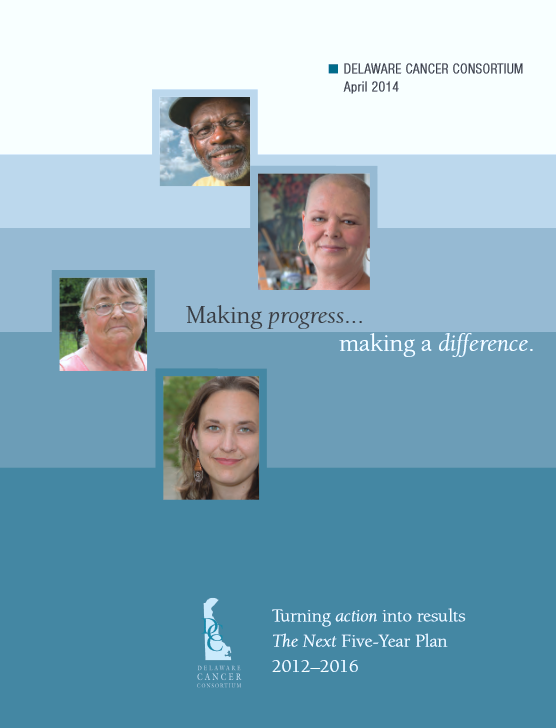 DELAWARE CANCER CONSORTIUM
April 2014
Making progress...
making a difference.
Turning action into results
The Next Five-Year Plan
2012–2016
DCC
DELAWARE
CANCER
CONSORTIUM